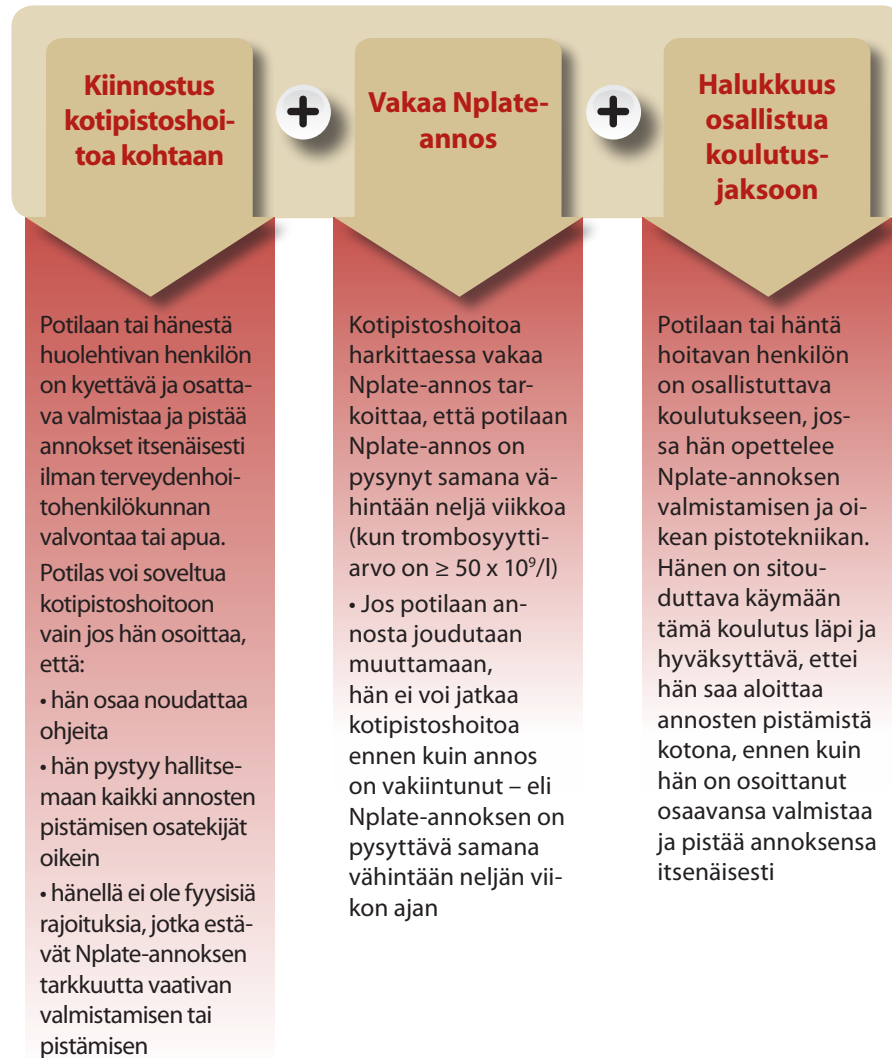 Kiinnostus
kotipistoshoi-
toa kohtaan
+
Vakaa Nplate-
annos
+
Halukkuus
osallistua
koulutus-
jaksoon
Potilaan tai hänestä
huolehtivan henkilön
on kyettävä ja osatta-
va valmistaa ja pistää
annokset itsenäisesti
ilman terveydenhoi-
tohenkilökunnan
valvontaa tai apua.
Potilas voi soveltua
kotipistoshoitoon
vain jos hän osoittaa,
että:
• hän osaa noudattaa
ohjeita
• hän pystyy hallitse-
maan kaikki annosten
pistämisen osatekijät
oikein
• hänellä ei ole fyysisiä
rajoituksia, jotka estä-
vät Nplate-annoksen
tarkkuutta vaativan
valmistamisen tai
pistämisen
Kotipistoshoitoa
harkittaessa vakaa
Nplate-annos tar-
koittaa, että potilaan
Nplate-annos on
pysynyt samana vä-
hintään neljä viikkoa
(kun trombosyytti-
arvo on ≥ 50 x 10⁹/l)
• Jos potilaan an-
nosta joudutaan
muuttamaan,
hän ei voi jatkaa
kotipistoshoitoa
ennen kuin annos
on vakiintunut – eli
Nplate-annoksen on
pysyttävä samana
vähintään neljän vii-
kon ajan
Potilaan tai häntä
hoitavan henkilön
on osallistuttava
koulutukseen, jos-
sa hän opettelee
Nplate-annoksen
valmistamisen ja oi-
kean pistotekniikan.
Hänen on sitou-
duttava käymään
tämä koulutus läpi ja
hyväksyttävä, ettei
hän saa aloittaa
annosten pistämistä
kotona, ennen kuin
hän on osoittanut
osaavansa valmistaa
ja pistää annoksensa
itsenäisesti